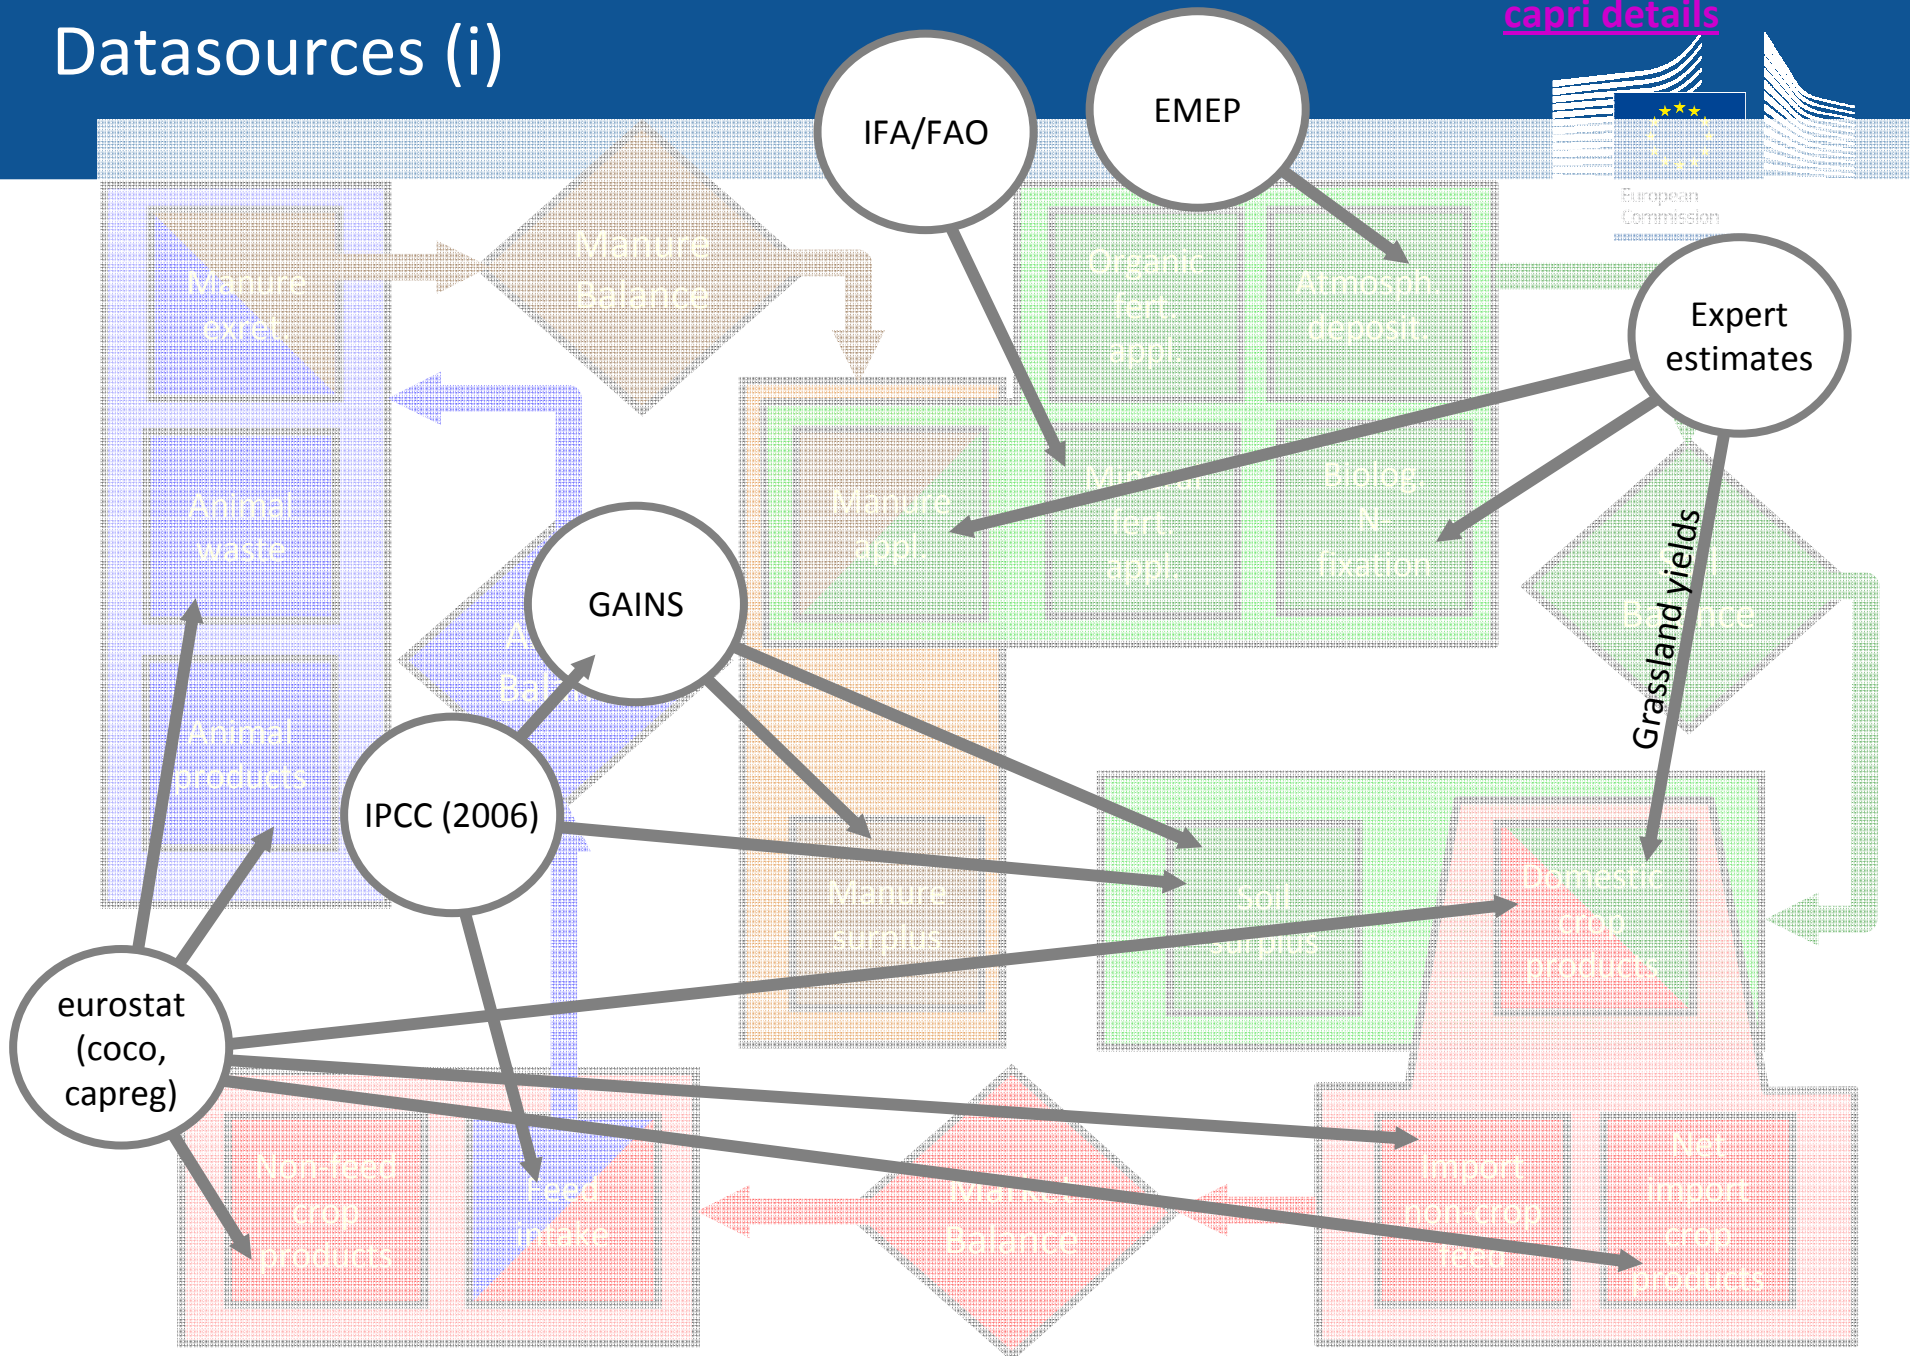 capri details
Datasources (i)
IFA/FAO
EMEP
European
Commission
Manure
exret.
Manure
Balance
Organic
fert.
appl.
Atmosph.
deposit.
Expert
estimates
Animal
waste
Manure
appl.
fert.
appl.
Biolog.
N-
fixation
Grassland yields
GAINS
Animal
products
IPCC (2006)
Manure
surplus
Soil
surplus
Domestic
crop
products
eurostat
(coco,
capreg)
Non-feed
crop
products
Feed
intake
Market
Balance
Import
non-crop
feed
Net
import
crop
products